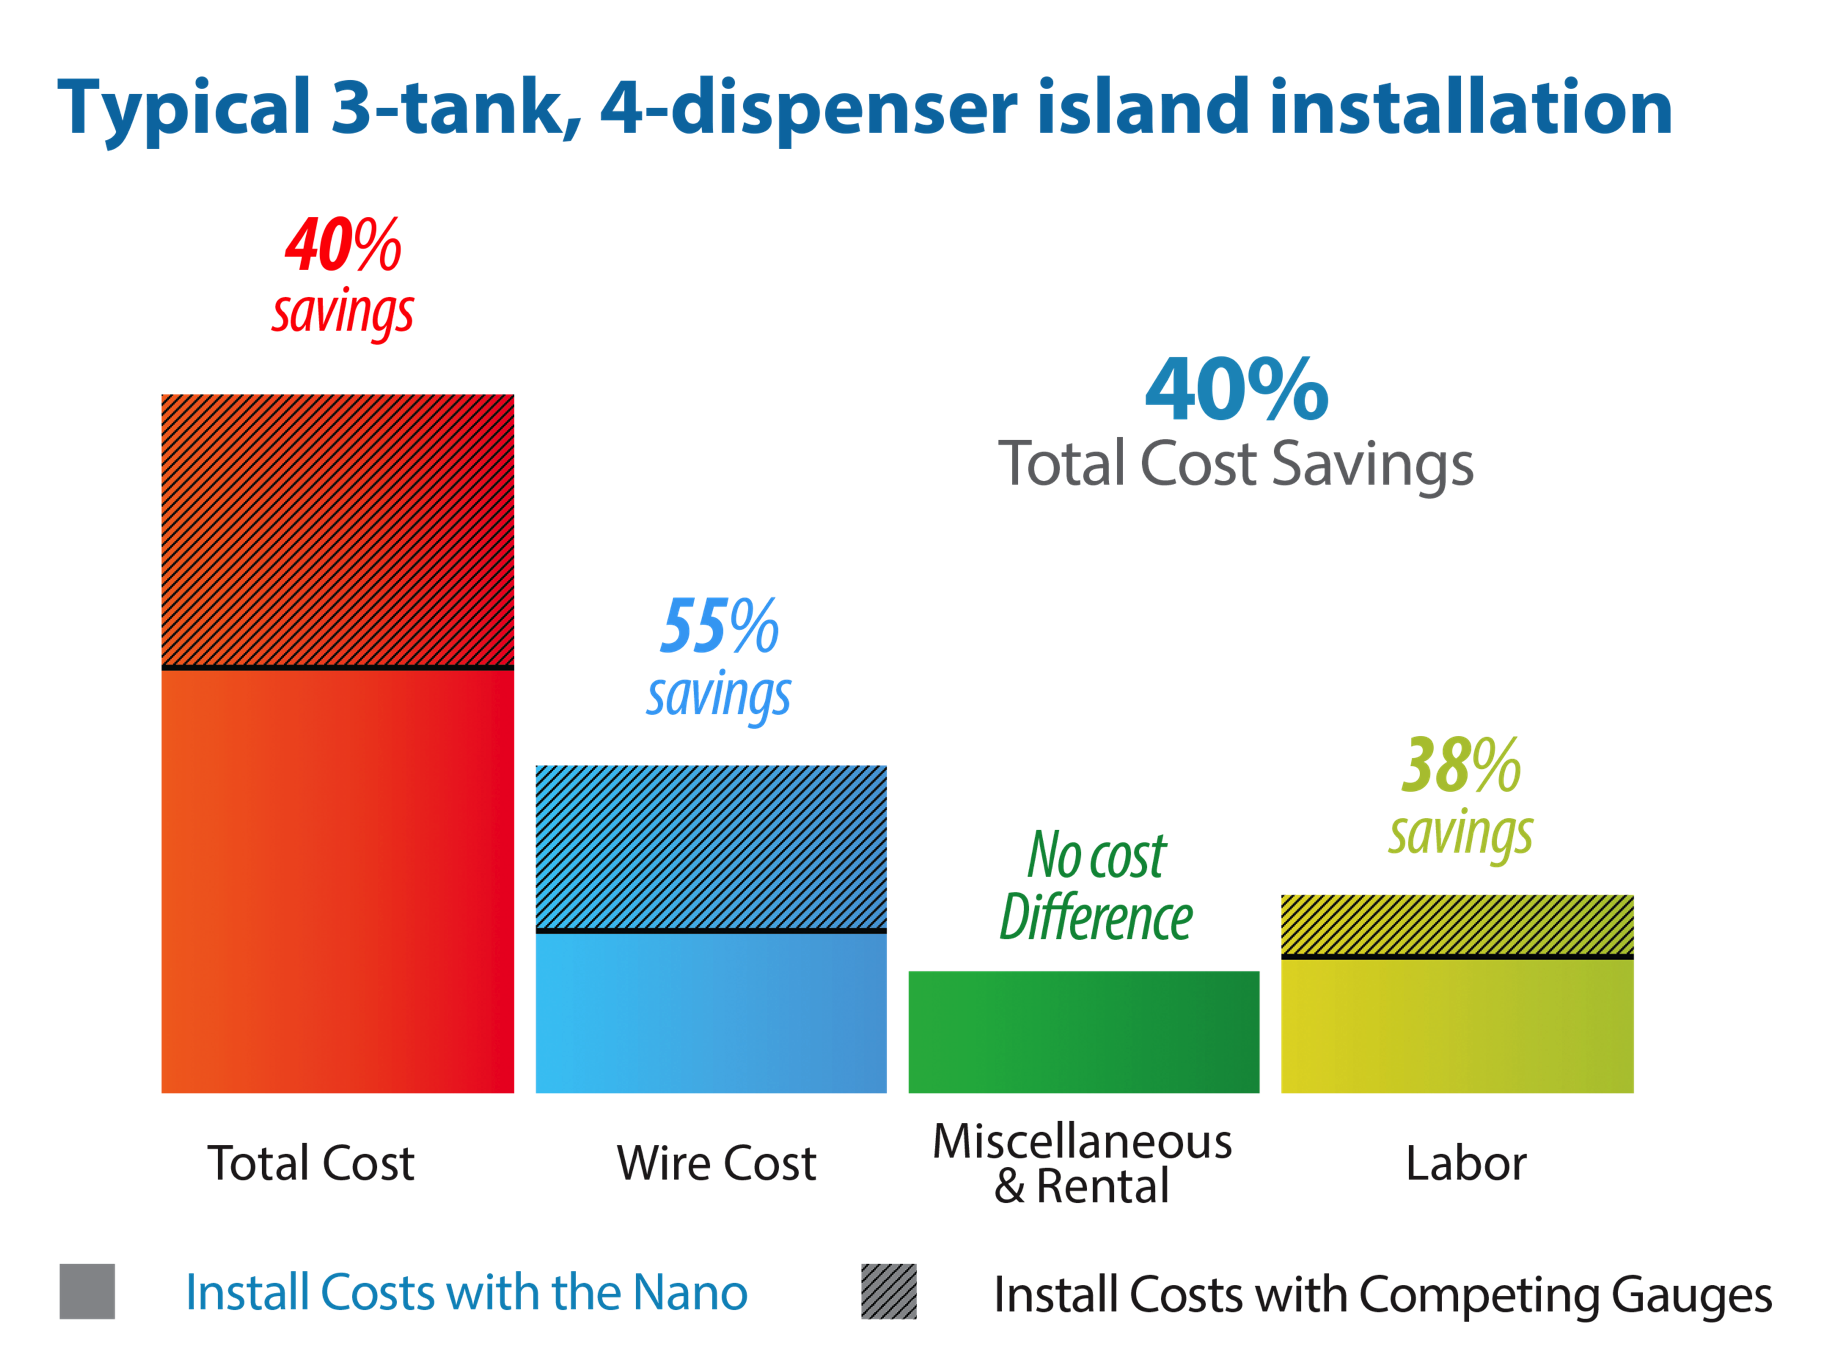 Typical 3-tank, 4-dispenser island installation
40%
savings
40%
Total Cost Savings
55%
savings
38%
savings
No cost
Difference
Total Cost
Wire Cost
Miscellaneous
& Rental
Labor
Install Costs with the Nano
Install Costs with Competing Gauges